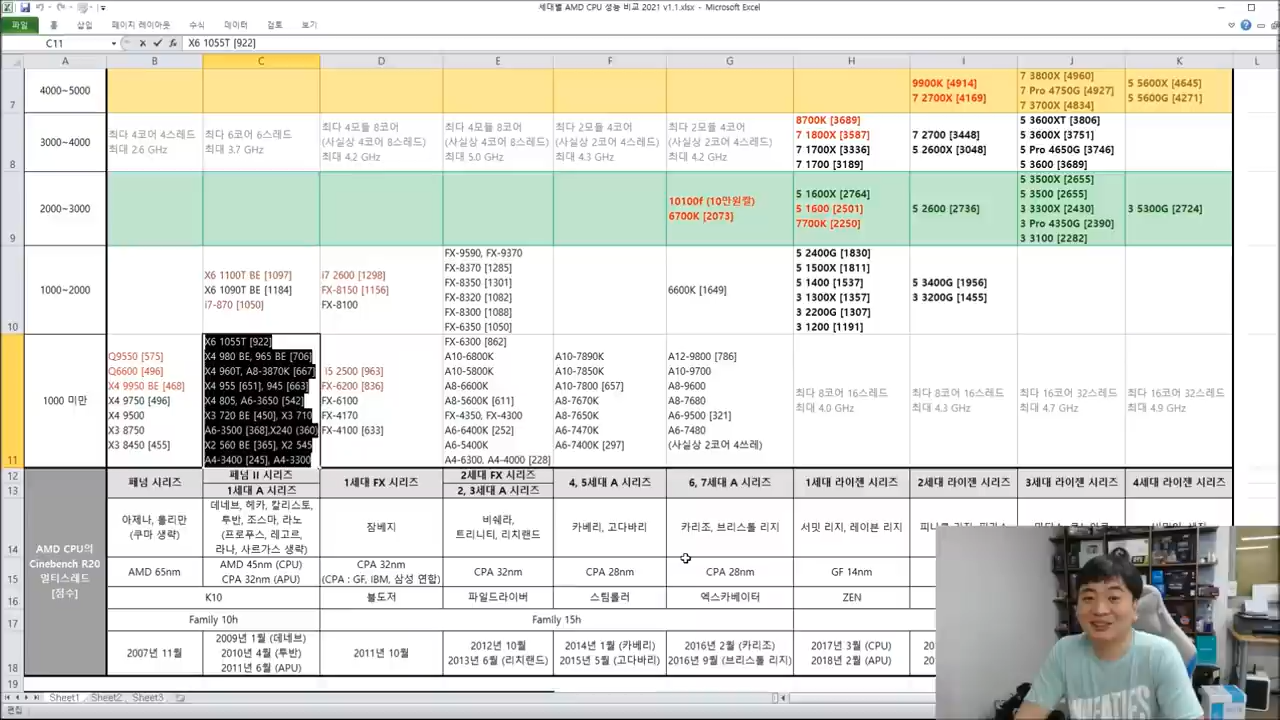 세대별 AMD CPU 성능 비교 2021 v1.1.xlsx - Microsoft Excel
파일 홈 삽입 페이지 레이아웃 수식 데이터 검토 보기
C11 X6 1055T [922]
A B C D E F G H I J K L
7
4000~5000
9900K [4914]
7 2700X [4169]
7 3800X [4960]
7 Pro 4750G [4927]
7 3700X [4834]
5 5600X [4645]
5 5600G [4271]
8
3000~4000
최대 4코어 4스레드
최대 2.6 GHz
최대 6코어 6스레드
최대 3.7 GHz
최대 4모듈 8코어
(사실상 4코어 8스레드)
최대 4.2 GHz
최대 4모듈 8코어
(사실상 4코어 8스레드)
최대 5.0 GHz
최대 2모듈 4코어
(사실상 2코어 4스레드)
최대 4.3 GHz
최대 2모듈 4코어
(사실상 2코어 4스레드)
최대 4.2 GHz
8700K [3689]
7 1800X [3587]
7 1700X [3336]
7 1700 [3189]
7 2700 [3448]
5 2600X [3048]
5 3600XT [3806]
5 3600X [3751]
5 Pro 4650G [3746]
5 3600 [3689]
9
2000~3000
10100f (10만원컬)
6700K [2073]
5 1600X [2764]
5 1600 [2501]
7700K [2250]
5 2600 [2736]
5 3500X [2655]
5 3500 [2655]
3 3300X [2430]
3 Pro 4350G [2390]
3 3100 [2282]
3 5300G [2724]
10
1000~2000
X6 1100T BE [1097]
X6 1090T BE [1184]
i7-870 [1050]
i7 2600 [1298]
FX-8150 [1156]
FX-8100
FX-9590, FX-9370
FX-8370 [1285]
FX-8350 [1301]
FX-8320 [1082]
FX-8300 [1088]
FX-6350 [1050]
6600K [1649]
5 2400G [1830]
5 1500X [1811]
5 1400 [1537]
3 1300X [1357]
3 2200G [1307]
3 1200 [1191]
5 3400G [1956]
3 3200G [1455]
11
1000 미만
Q9550 [575]
Q6600 [496]
X4 9950 BE [468]
X4 9750 [496]
X4 9500
X3 8750
X3 8450 [455]
X6 1055T [922]
X4 980 BE, 965 BE [706]
X4 960T, A8-3870K [667]
X4 955 [651], 945 [663]
X4 805, A6-3650 [542]
X3 720 BE [450], X3 710
A6-3500 [368],X240 (360)
X2 560 BE [365], X2 545
A4-3400 [245], A4-3300
I5 2500 [963]
FX-6200 [836]
FX-6100
FX-4170
FX-4100 [633]
FX-6300 [862]
A10-6800K
A10-5800K
A8-6600K
A8-5600K [611]
FX-4350, FX-4300
A6-6400K [252]
A6-5400K
A4-6300, A4-4000 [228]
A10-7890K
A10-7850K
A10-7800 [657]
A8-7670K
A8-7650K
A6-7470K
A6-7400K [297]
A12-9800 [786]
A10-9700
A8-9600
A8-7680
A6-9500 [321]
A6-7480
(사실상 2코어 4쓰레)
최대 8코어 16스레드
최대 4.0 GHz
최대 8코어 16스레드
최대 4.3 GHz
최대 16코어 32스레드
최대 4.7 GHz
최대 16코어 32스레드
최대 4.9 GHz
12
13
페넘 시리즈
페넘 II 시리즈
1세대 A 시리즈
1세대 FX 시리즈
2세대 FX 시리즈
2, 3세대 A 시리즈
4, 5세대 A 시리즈
6, 7세대 A 시리즈
1세대 라이젠 시리즈
2세대 라이젠 시리즈
3세대 라이젠 시리즈
4세대 라이젠 시리즈
AMD CPU의
Cinebench R20
멀티스레드
[점수]
14
아제나, 톨리만
(쿠마 생략)
데네브, 헤카, 칼리스토,
투반, 조스마, 라노
(프로푸스, 레고르,
라나, 사르가스 생략)
잠베지
비쉐라,
트리니티, 리치랜드
카베리, 고다바리
카리조, 브리스톨 리지
서밋 리지, 레이븐 리지
15
AMD 65nm
AMD 45nm (CPU)
CPA 32nm (APU)
CPA 32nm
(CPA : GF, IBM, 삼성 연합)
CPA 32nm
CPA 28nm
CPA 28nm
GF 14nm
16
K10
불도저
파일드라이버
스팀롤러
엑스카베이터
ZEN
17
Family 10h
Family 15h
18
2007년 11월
2009년 1월 (데네브)
2010년 4월 (투반)
2011년 6월 (APU)
2011년 10월
2012년 10월
2013년 6월 (리치랜드)
2014년 1월 (카베리)
2015년 5월 (고다바리)
2016년 2월 (카리조)
2016년 9월 (브리스톨 리지)
2017년 3월 (CPU)
2018년 2월 (APU)
19
Sheet1 Sheet2 Sheet3
편집